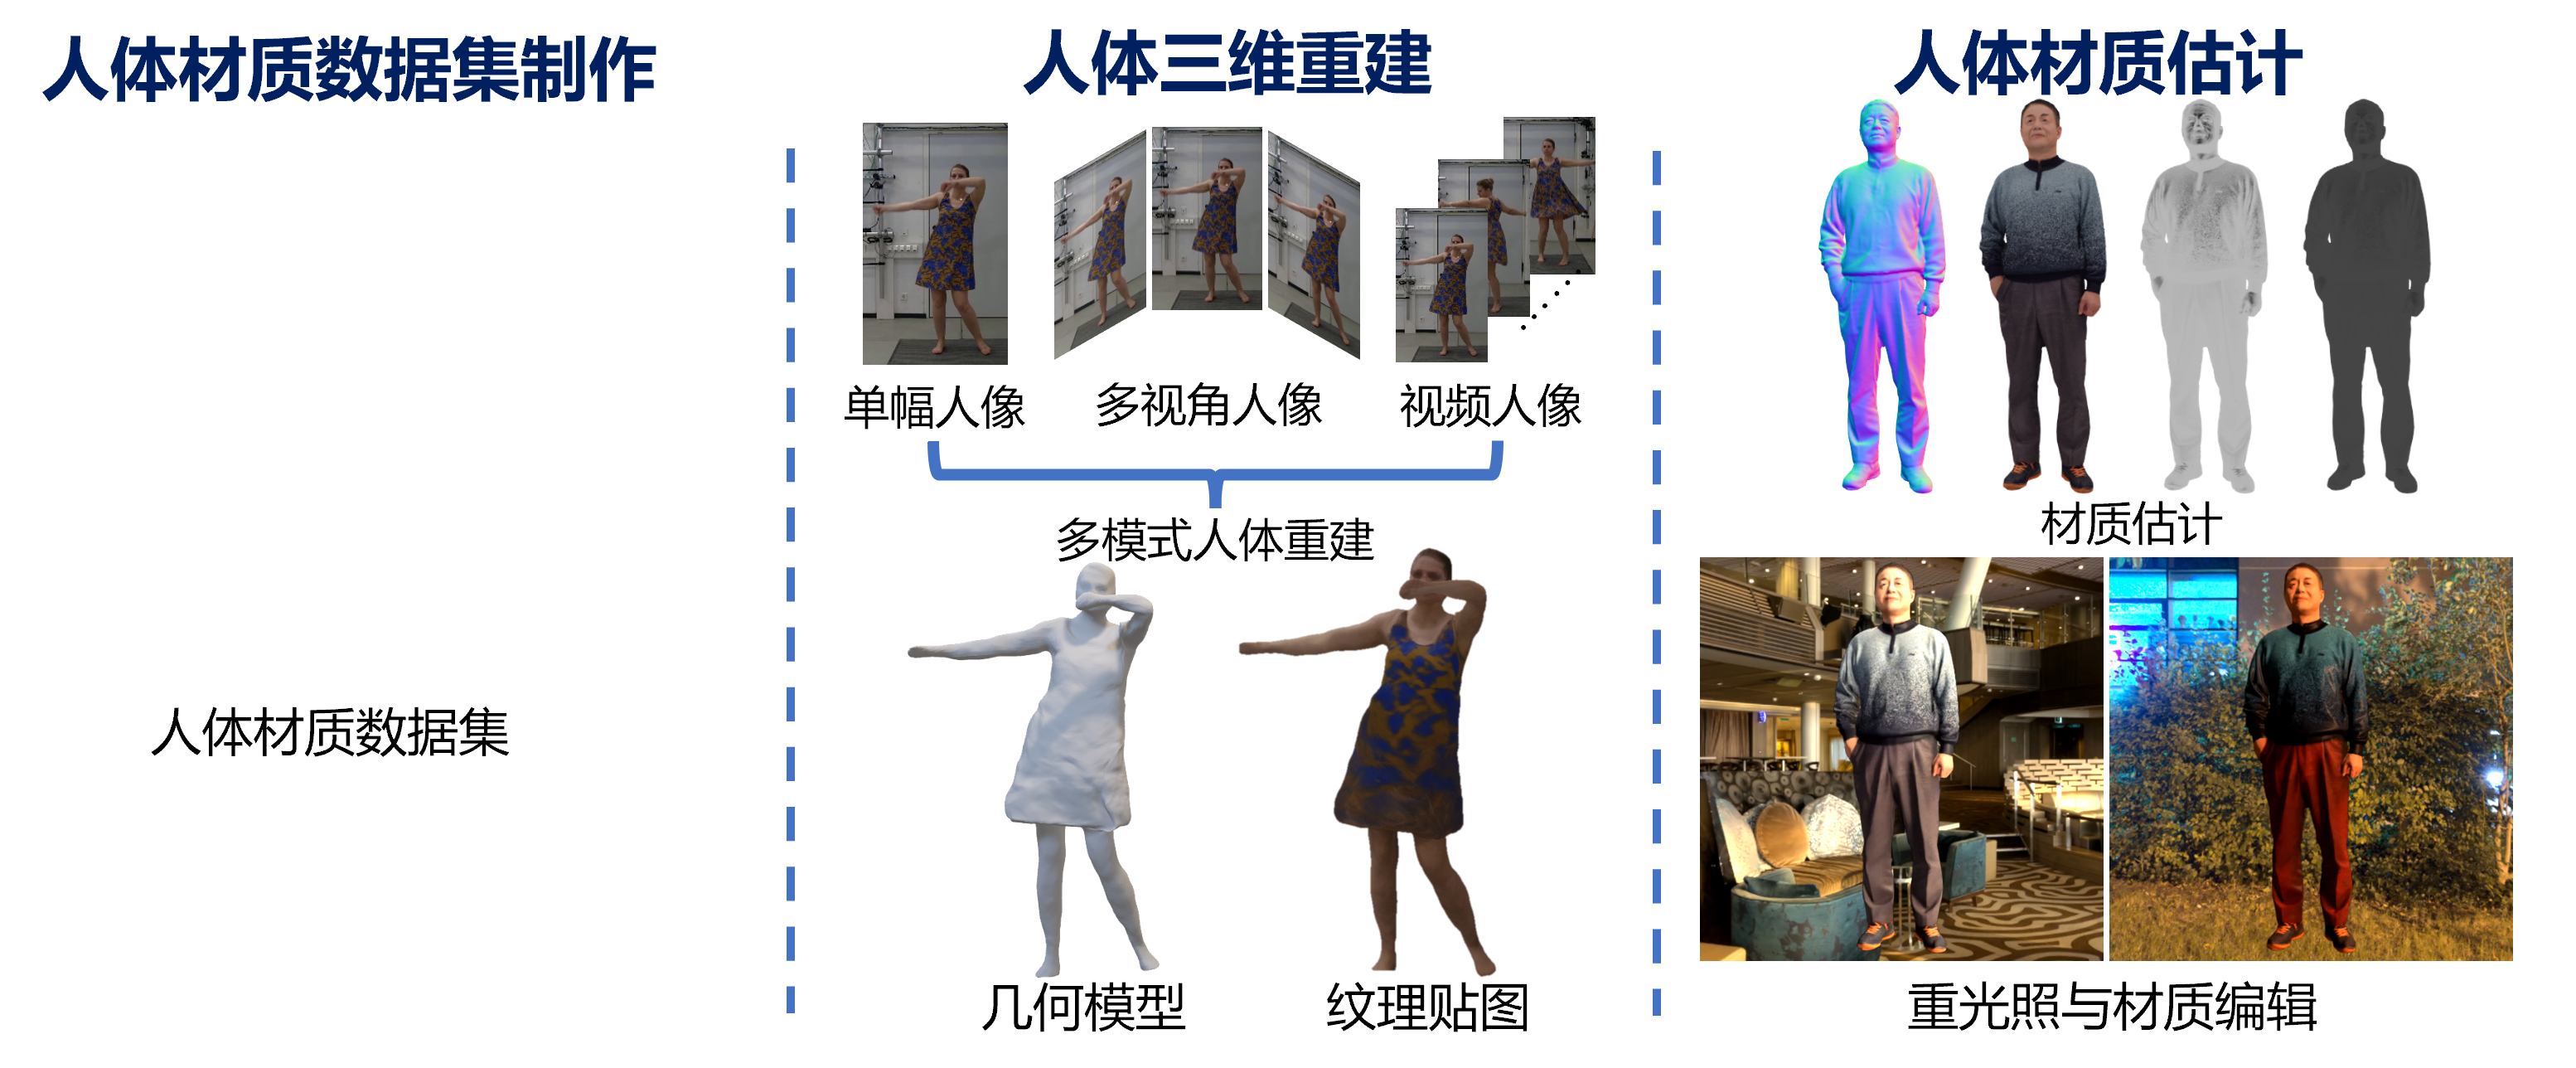 人体材质数据集制作
人体材质数据集
人体三维重建
单幅人像
多视角人像
视频人像
多模式人体重建
几何模型
纹理贴图
人体材质估计
材质估计
重光照与材质编辑